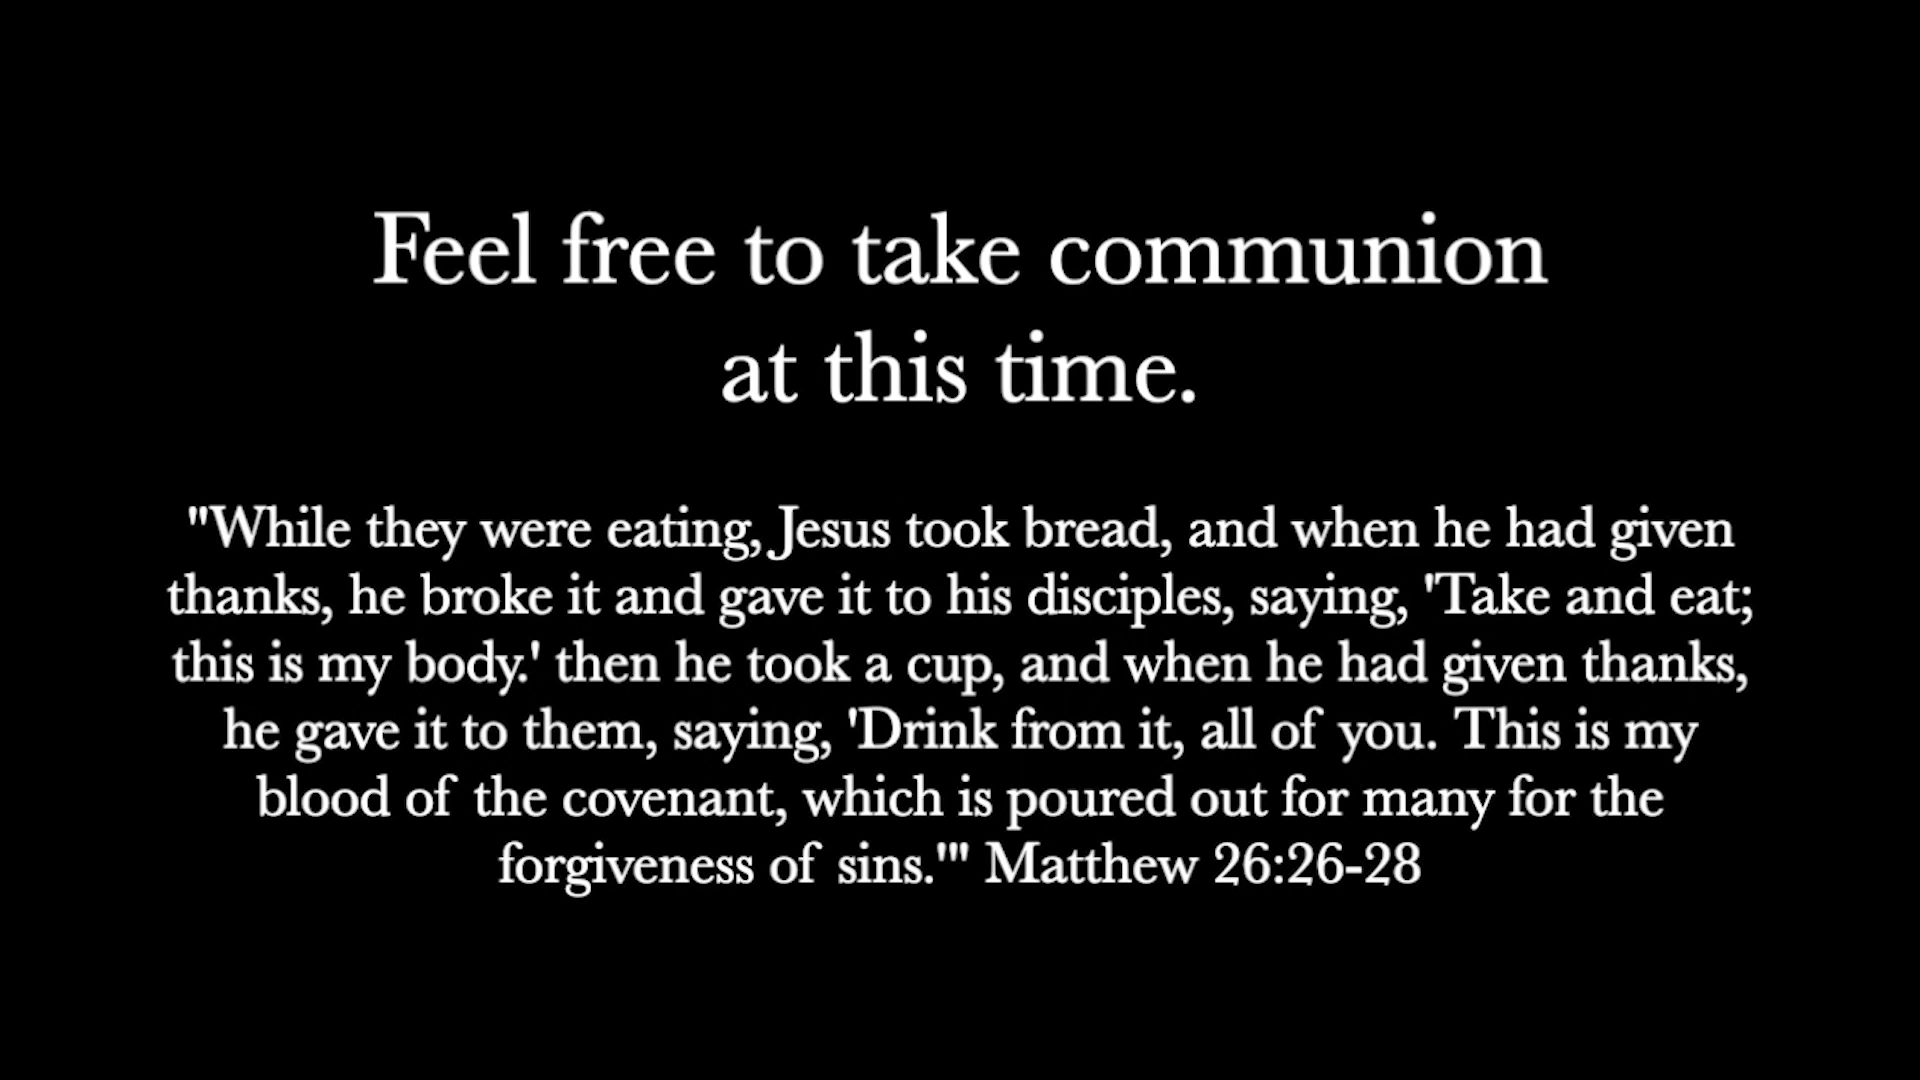 Feel free to take communion
at this time.
"While they were eating, Jesus took bread, and when he had given
thanks, he broke it and gave it to his disciples, saying, 'Take and eat;
this is my body.' then he took a cup, and when he had given thanks,
he gave it to them, saying, 'Drink from it, all of you. This is my
blood of the covenant, which is poured out for many for the
forgiveness of sins.'" Matthew 26:26-28